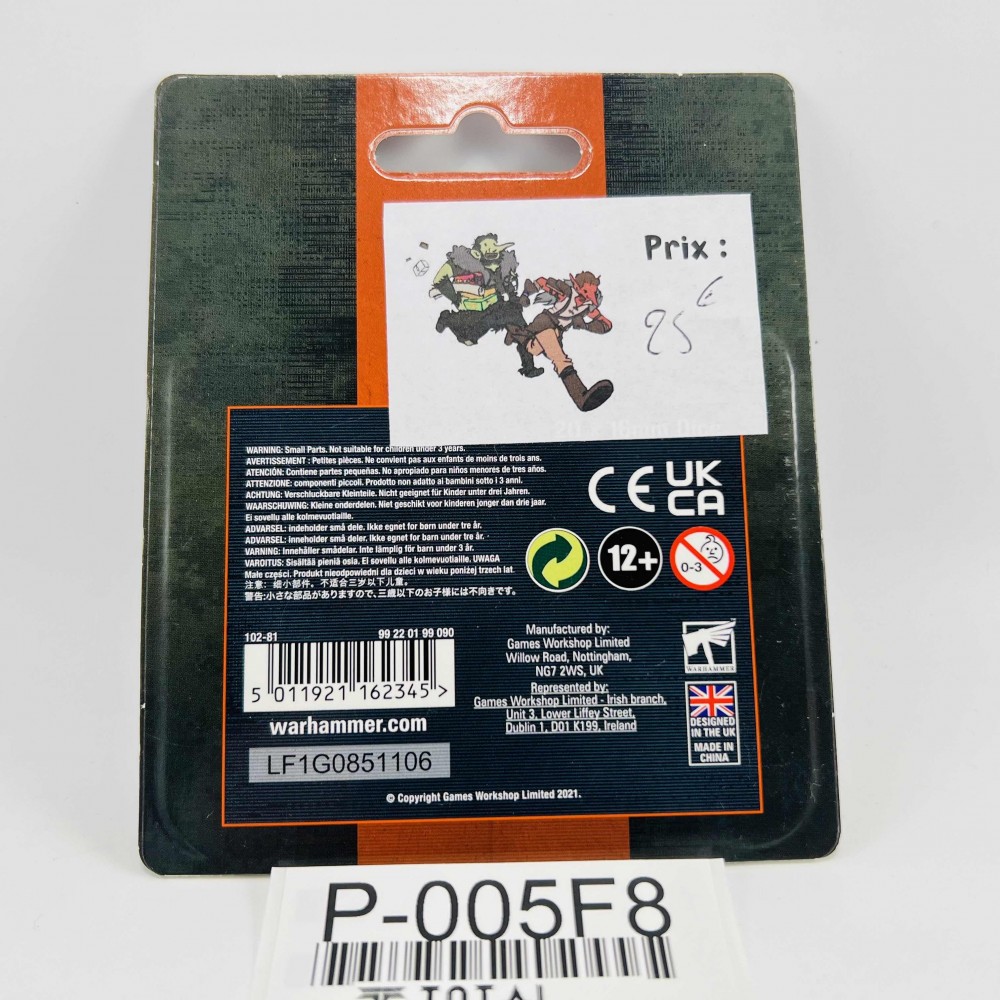 Prix :
25 €
WARNING: Small Parts. Not suitable for children under 3 years.
AVERTISSEMENT : Petites pièces. Ne convient pas aux enfants de moins de trois ans.
ATENCIÓN: Contiene partes pequeñas. No apropiado para niños menores de tres años.
ATTENZIONE: componenti piccoli. Prodotto non adatto ai bambini sotto i 3 anni.
ACHTUNG: Verschluckbare Kleinteile. Nicht geeignet für Kinder unter drei Jahren.
WAARSCHUWING: Kleine onderdelen. Niet geschikt voor kinderen jonger dan drie jaar.
Ei sovellu alle kolmevuotiaille.
ADVARSEL: indeholder små dele. Ikke egnet for børn under tre år.
ADVARSEL: inneholder små deler. Ikke egnet for barn under tre år.
VARNING: Innehåller smådelar. Inte lämplig för barn under 3 år.
VAROITUS: Sisältää pieniä osia. Ei sovellu alle kolmevuotiaille. UWAGA
Małe części. Produkt nieodpowiedni dla dzieci w wieku poniżej trzech lat
注意: 细小部件。不适合三岁以下儿童。
警告:小さな部品がありますので、三歳以下のお子様には不向きです。
CE UK
CA
12+
0-3
102-81 99 22 01 99 090
5 011921 162345 >
warhammer.com
LF1G0851106
Manufactured by:
Games Workshop Limited
Willow Road, Nottingham,
NG7 2WS, UK
Represented by:
Games Workshop Limited - Irish branch,
Unit 3, Lower Liffey Street,
Dublin 1, D01 K199, Ireland
WARHAMMER
DESIGNED
IN THE UK
MADE IN
CHINA
© Copyright Games Workshop Limited 2021.
P-005F8
TOTAL